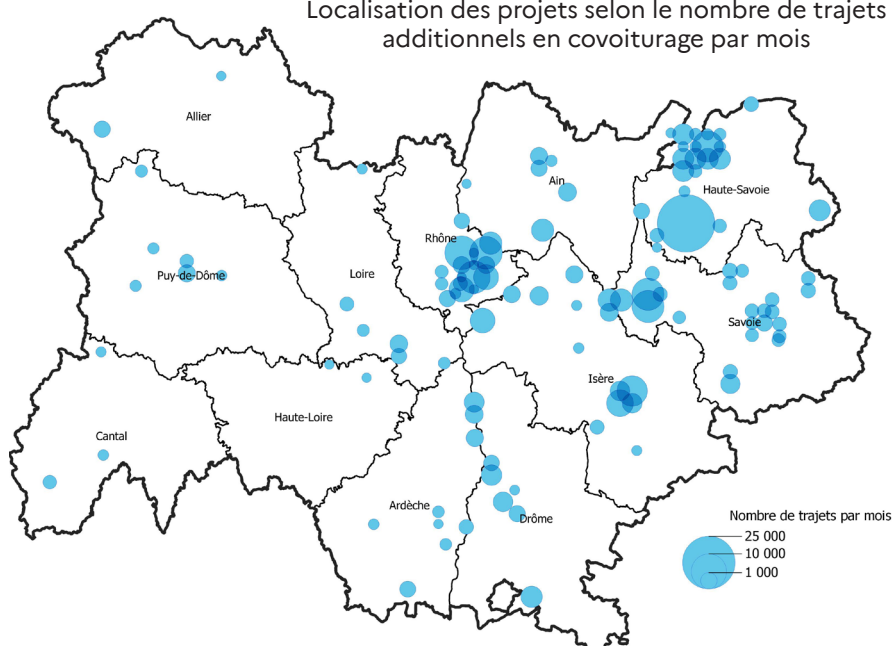 Localisation des projets selon le nombre de trajets
additionnels en covoiturage par mois
Allier
Ain
Haute-Savoie
Rhône
Puy-de-Dôme
Loire
Savoie
Isère
Haute-Loire
Cantal
Ardèche
Drôme
Nombre de trajets par mois
25 000
10 000
1 000